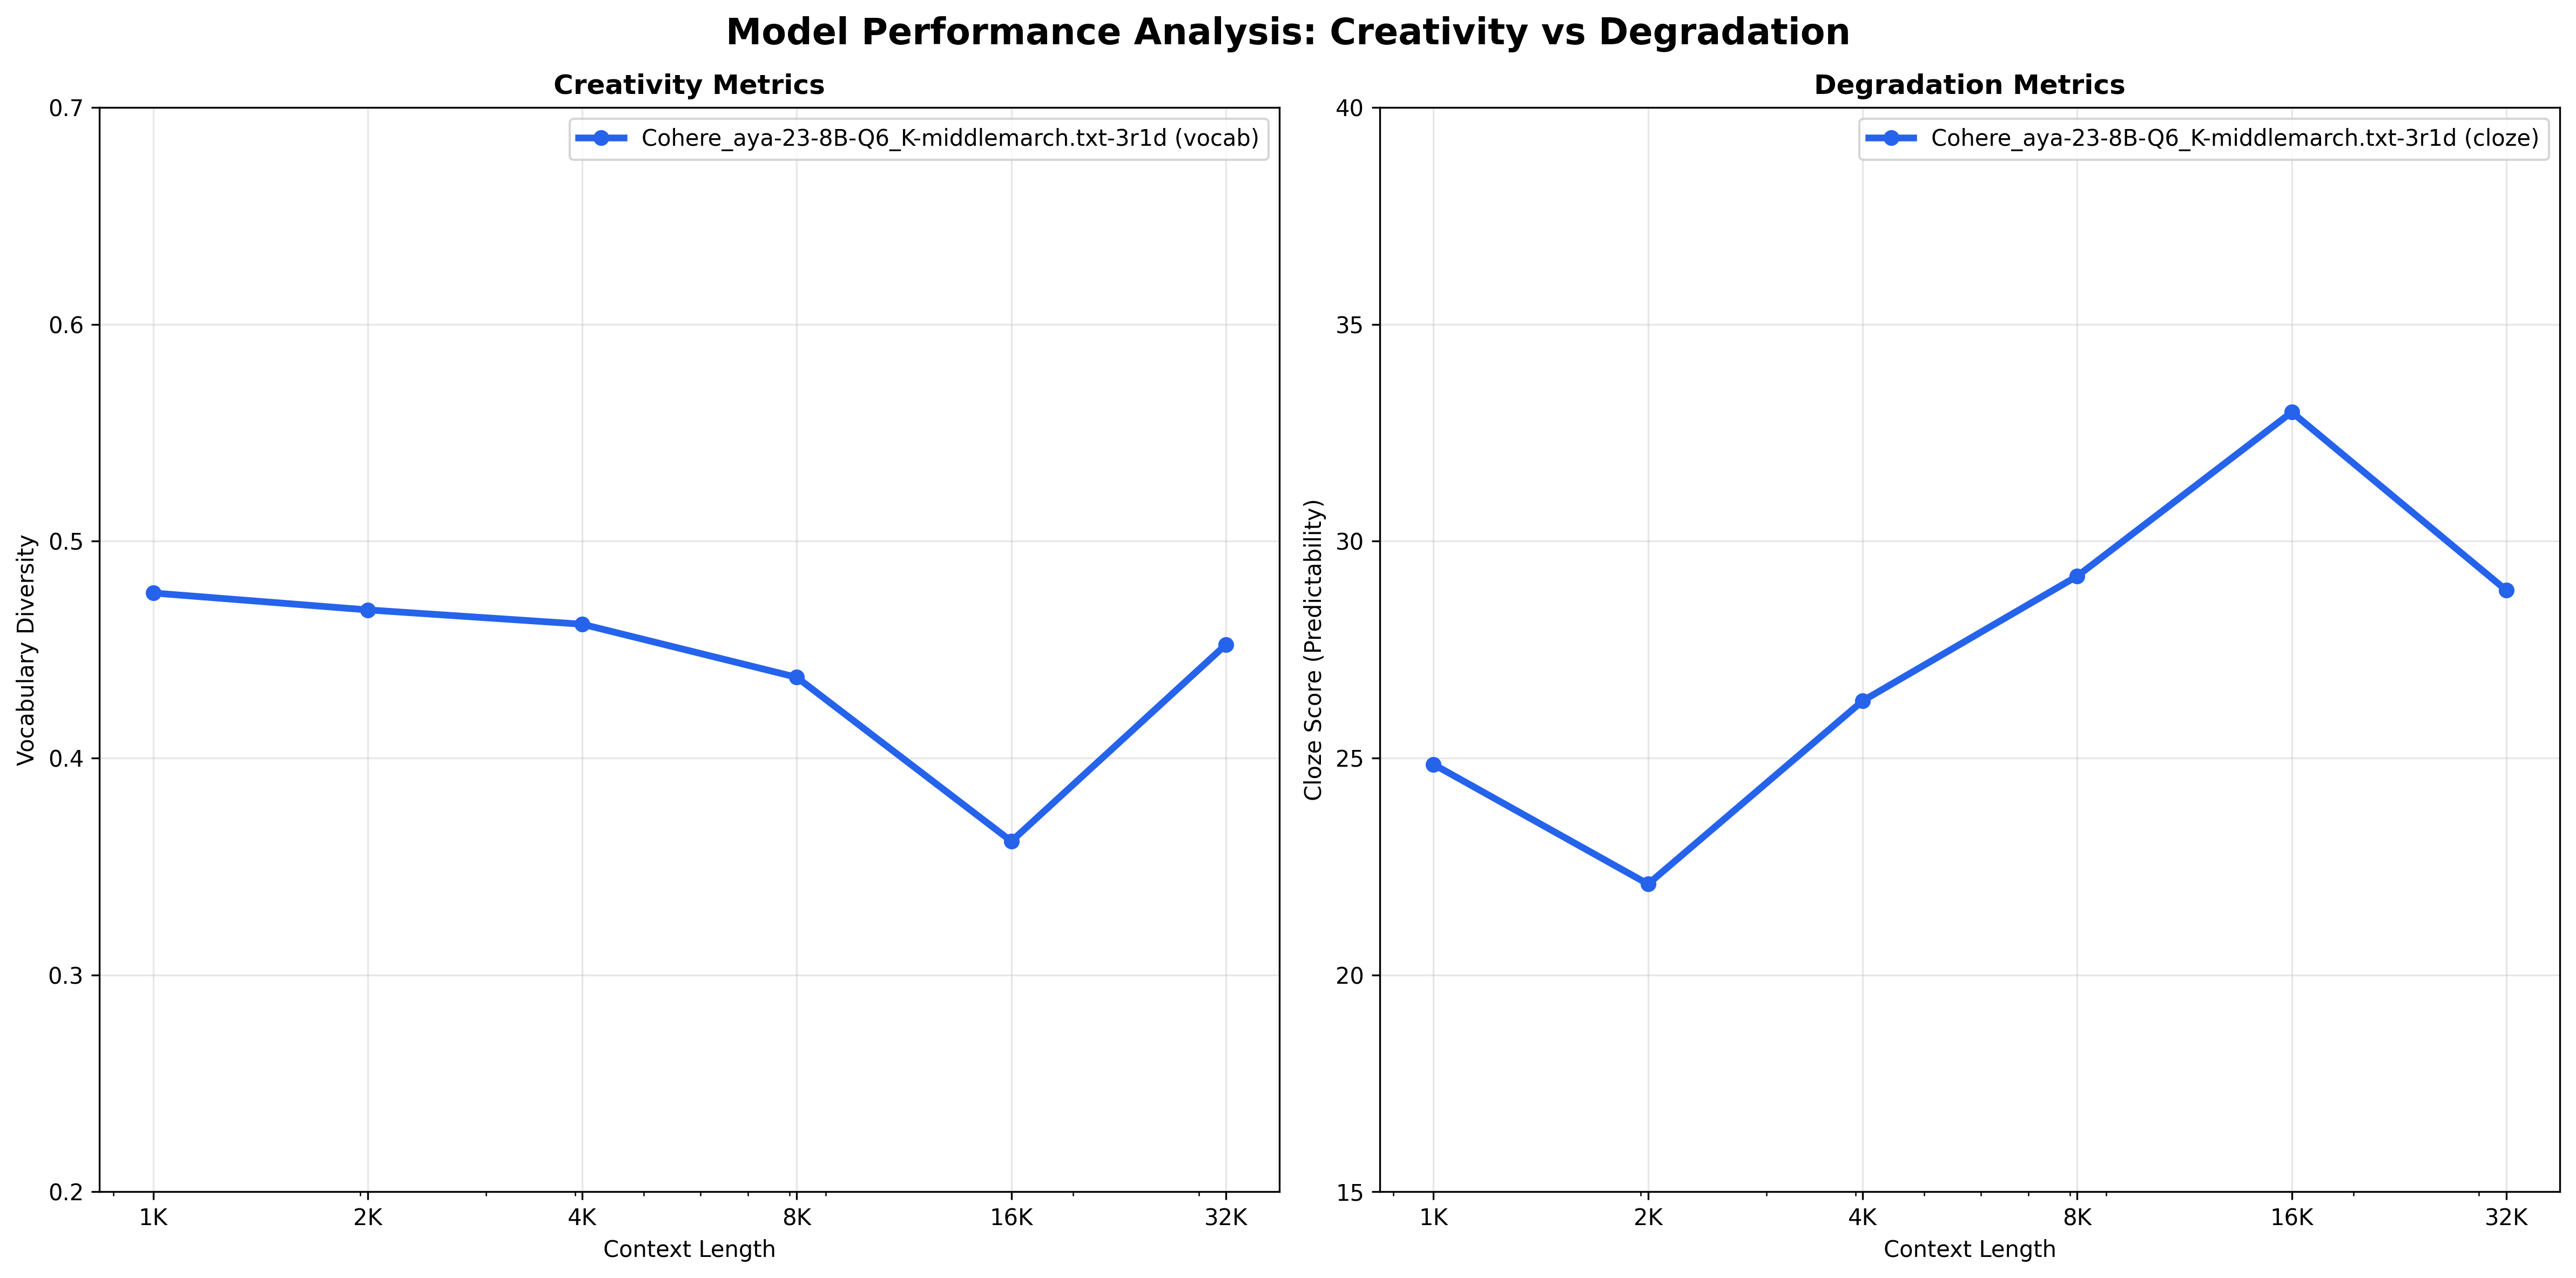 Model Performance Analysis: Creativity vs Degradation
Creativity Metrics
Cohere_aya-23-8B-Q6_K-middlemarch.txt-3r1d (vocab)
Vocabulary Diversity
0.7
0.6
0.5
0.4
0.3
0.2
1K 2K 4K 8K 16K 32K
Context Length
Degradation Metrics
Cohere_aya-23-8B-Q6_K-middlemarch.txt-3r1d (cloze)
Cloze Score (Predictability)
40
35
30
25
20
15
1K 2K 4K 8K 16K 32K
Context Length